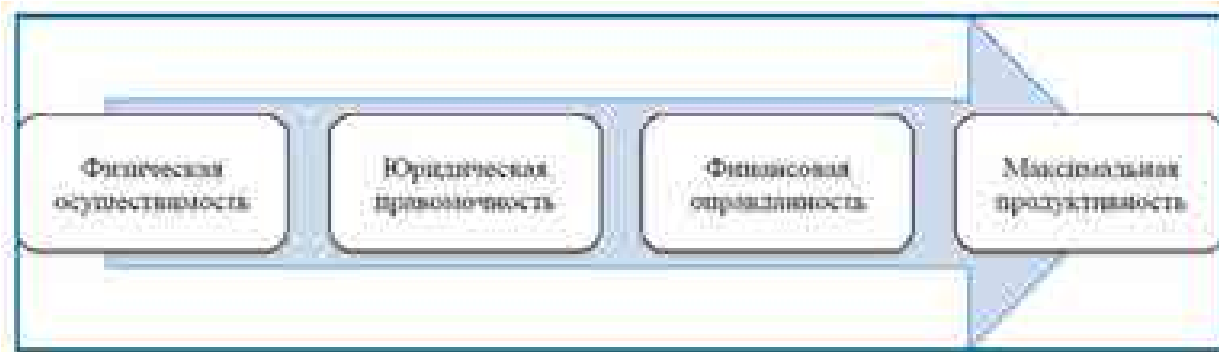 Физическая
осуществимость
Юридическая
правомочность
Финансовая
оправданность
Максимальная
продуктивность